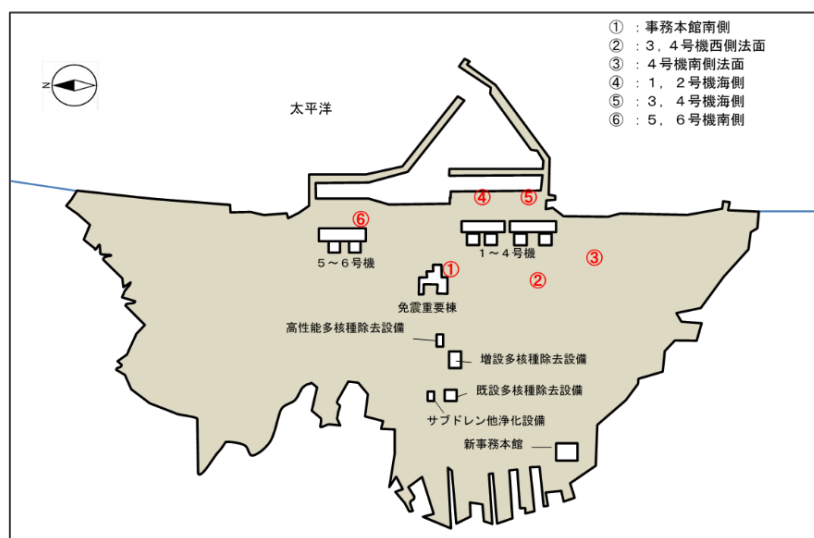 ① ：事務本館南側
② ：３，４号機西側法面
③ ：４号機南側法面
④ ：１，２号機海側
⑤ ：３，４号機海側
⑥ ：５，６号機南側
N
太平洋
④
⑤
⑥
５～６号機
１～４号機
③
①
②
免震重要棟
高性能多核種除去設備
増設多核種除去設備
既設多核種除去設備
サブドレン他浄化設備
新事務本館